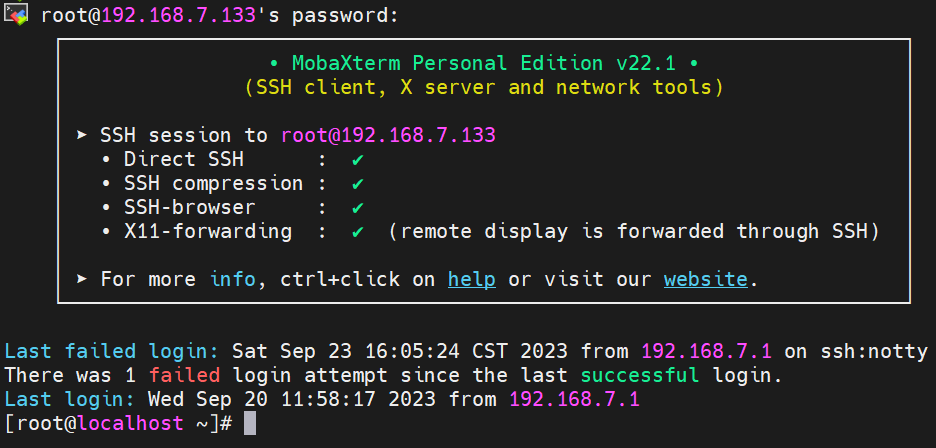 root@192.168.7.133's password:
• MobaXterm Personal Edition v22.1 •
(SSH client, X server and network tools)
➤ SSH session to root@192.168.7.133
• Direct SSH : ✔
• SSH compression : ✔
• SSH-browser : ✔
• X11-forwarding : ✔ (remote display is forwarded through SSH)
➤ For more info, ctrl+click on help or visit our website.
Last failed login: Sat Sep 23 16:05:24 CST 2023 from 192.168.7.1 on ssh:notty
There was 1 failed login attempt since the last successful login.
Last login: Wed Sep 20 11:58:17 2023 from 192.168.7.1
[root@localhost ~]#